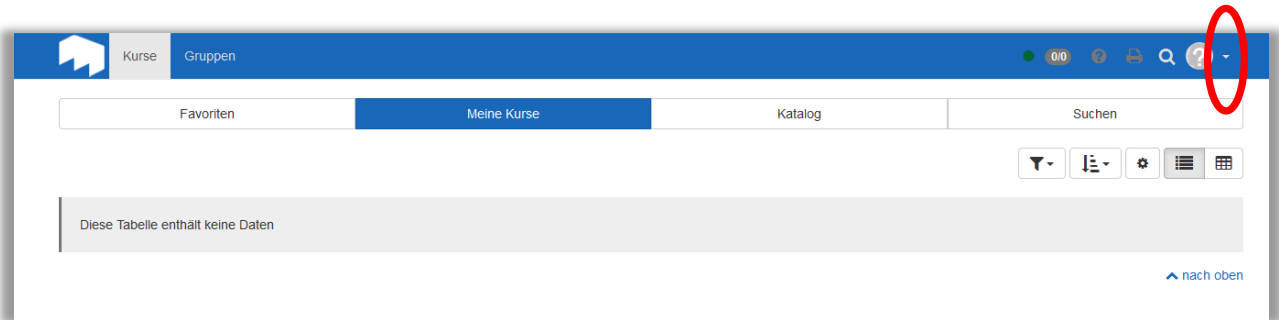 Kurse Gruppen 0/0
Favoriten Meine Kurse Katalog Suchen
Diese Tabelle enthält keine Daten
nach oben